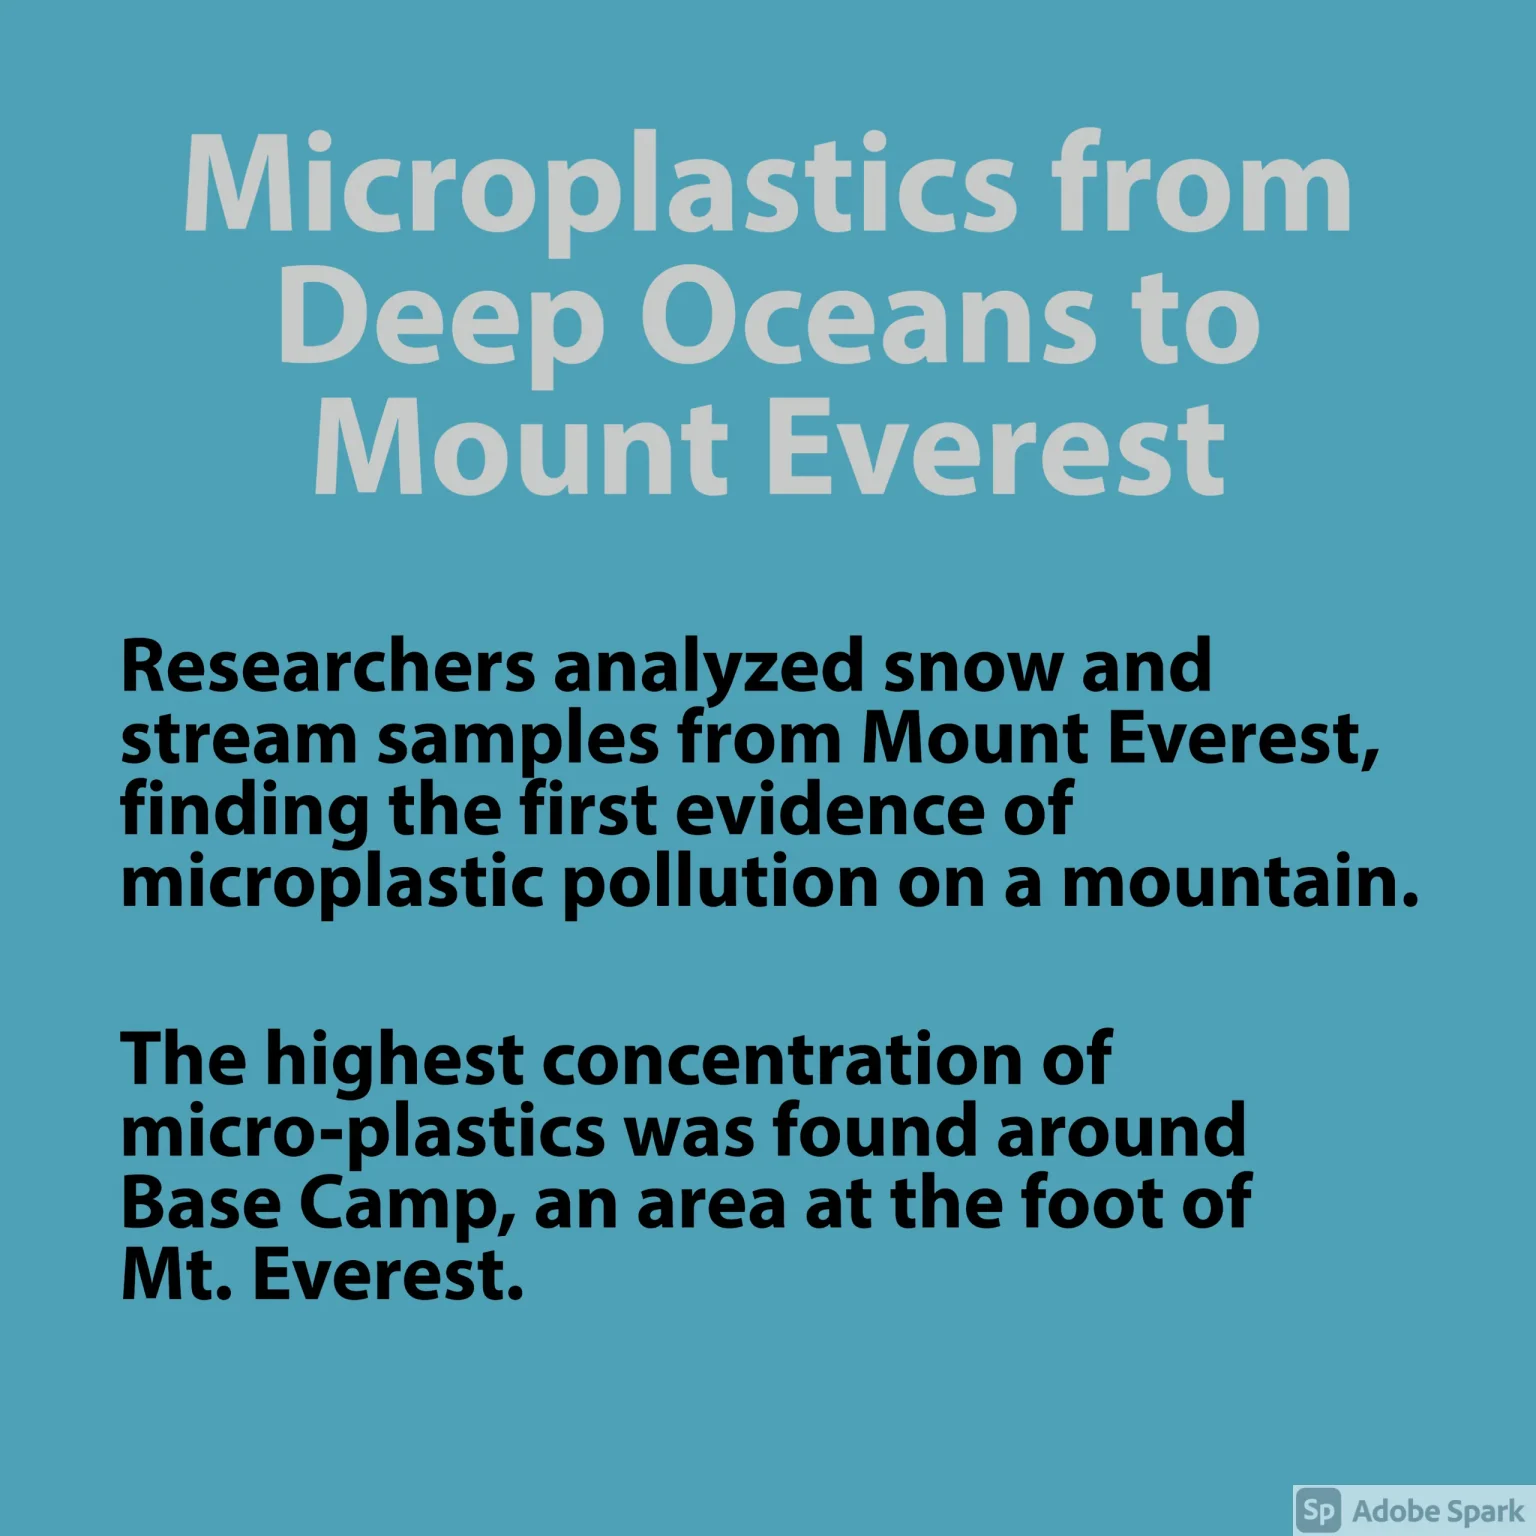 Microplastics from
Deep Oceans to
Mount Everest
Researchers analyzed snow and
stream samples from Mount Everest,
finding the first evidence of
microplastic pollution on a mountain.
The highest concentration of
micro-plastics was found around
Base Camp, an area at the foot of
Mt. Everest.
Sp Adobe Spark